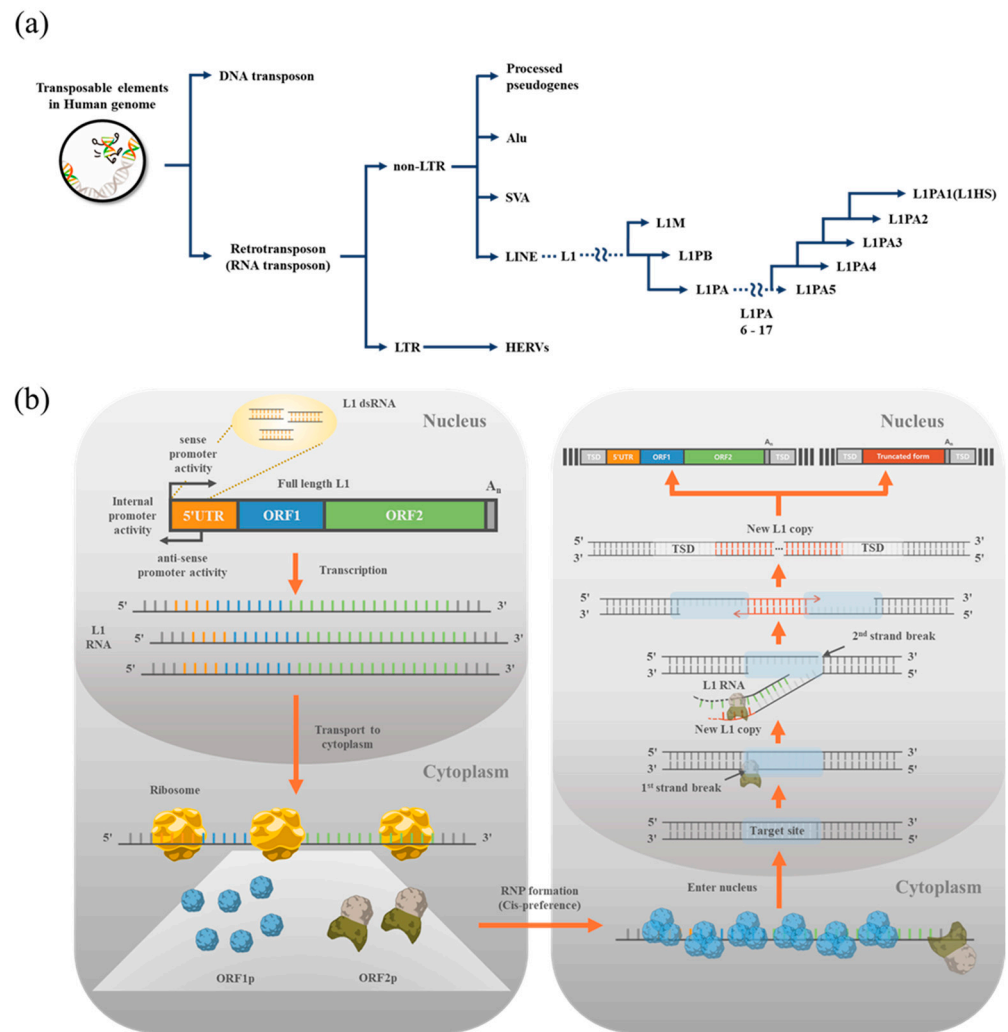 (a)
Transposable elements
in Human genome
DNA transposon
Retrotransposon
(RNA transposon)
non-LTR
LTR
Processed
pseudogenes
Alu
SVA
LINE
L1
HERVs
L1M
L1PB
L1PA
L1PA
6 - 17
L1PA1(L1HS)
L1PA2
L1PA3
L1PA4
L1PA5
(b)
Nucleus
L1 dsRNA
sense
promoter
activity
Full length L1
An
Internal
promoter
activity
5'UTR
ORF1
ORF2
anti-sense
promoter activity
Transcription
5'
3'
L1
RNA
5'
3'
5'
3'
Transport to
cytoplasm
Cytoplasm
Ribosome
5'
3'
ORF1p
ORF2p
RNP formation
(Cis-preference)
Nucleus
An
An
TSD
5'UTR
ORF1
ORF2
TSD
TSD
Truncated form
TSD
New L1 copy
5'
3'
3'
5'
TSD
...
TSD
5'
3'
3'
5'
2nd strand break
5'
3'
3'
5'
L1 RNA
New L1 copy
5'
3'
3'
5'
1st strand break
5'
3'
3'
5'
Target site
Enter nucleus
Cytoplasm